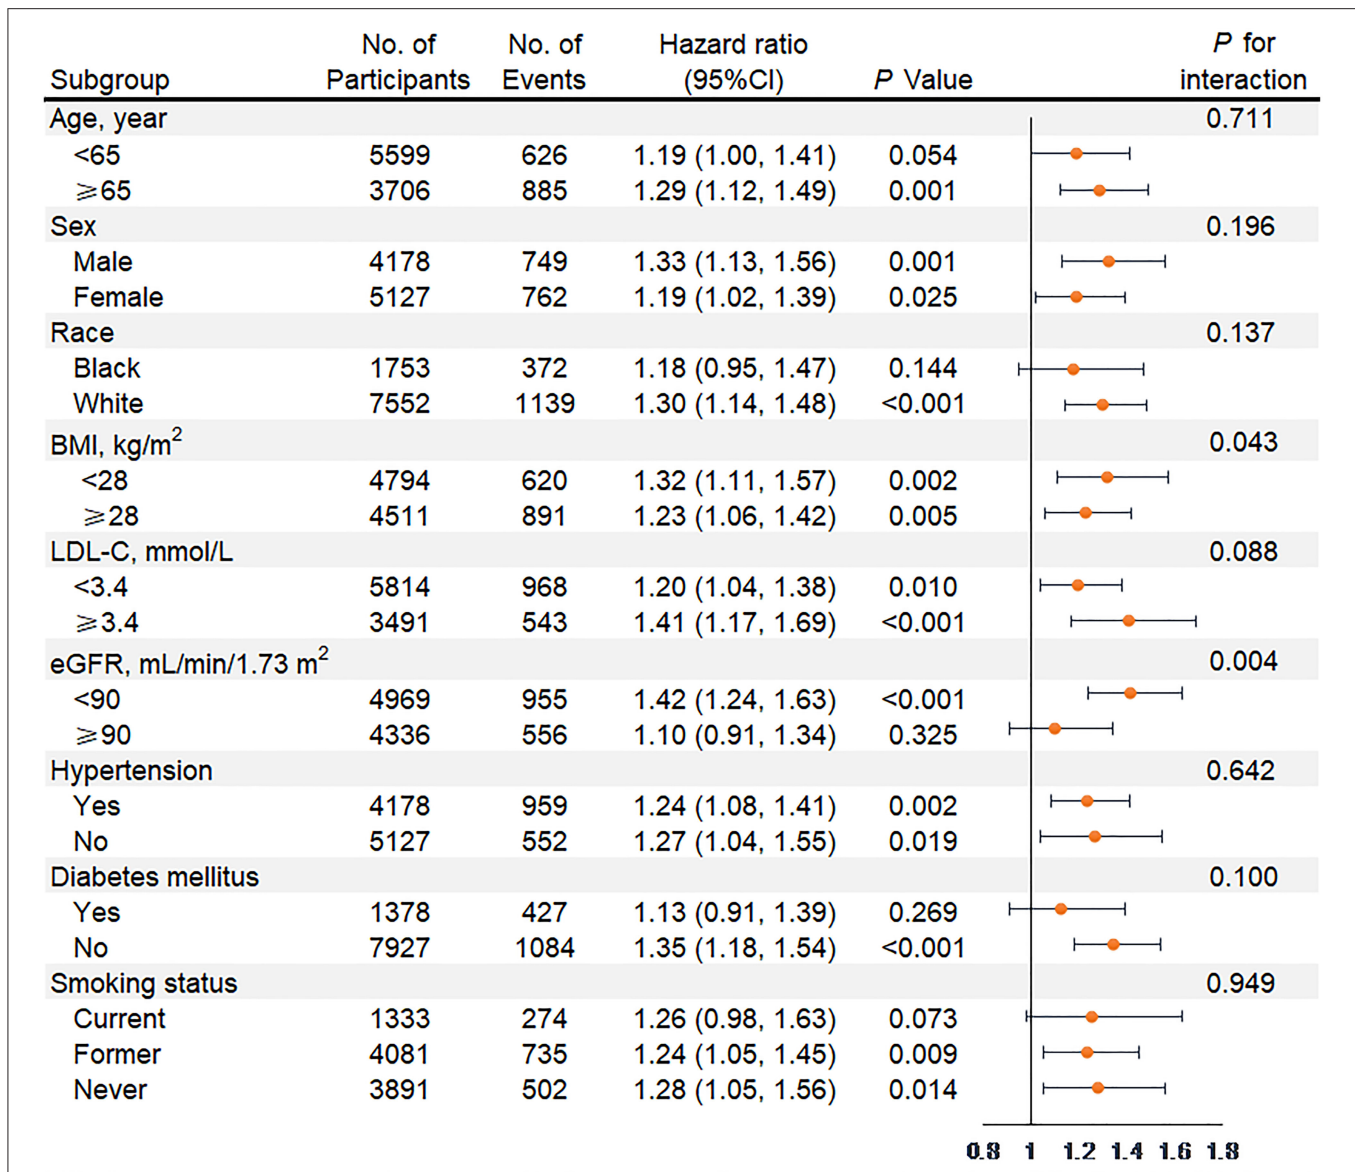 Subgroup No. of Participants No. of Events Hazard ratio (95%CI) P Value P for interaction
Age, year 0.711
<65 5599 626 1.19 (1.00, 1.41) 0.054
⩾65 3706 885 1.29 (1.12, 1.49) 0.001
Sex 0.196
Male 4178 749 1.33 (1.13, 1.56) 0.001
Female 5127 762 1.19 (1.02, 1.39) 0.025
Race 0.137
Black 1753 372 1.18 (0.95, 1.47) 0.144
White 7552 1139 1.30 (1.14, 1.48) <0.001
BMI, kg/m² 0.043
<28 4794 620 1.32 (1.11, 1.57) 0.002
⩾28 4511 891 1.23 (1.06, 1.42) 0.005
LDL-C, mmol/L 0.088
<3.4 5814 968 1.20 (1.04, 1.38) 0.010
⩾3.4 3491 543 1.41 (1.17, 1.69) <0.001
eGFR, mL/min/1.73 m² 0.004
<90 4969 955 1.42 (1.24, 1.63) <0.001
⩾90 4336 556 1.10 (0.91, 1.34) 0.325
Hypertension 0.642
Yes 4178 959 1.24 (1.08, 1.41) 0.002
No 5127 552 1.27 (1.04, 1.55) 0.019
Diabetes mellitus 0.100
Yes 1378 427 1.13 (0.91, 1.39) 0.269
No 7927 1084 1.35 (1.18, 1.54) <0.001
Smoking status 0.949
Current 1333 274 1.26 (0.98, 1.63) 0.073
Former 4081 735 1.24 (1.05, 1.45) 0.009
Never 3891 502 1.28 (1.05, 1.56) 0.014
0.8 1 1.2 1.4 1.6 1.8